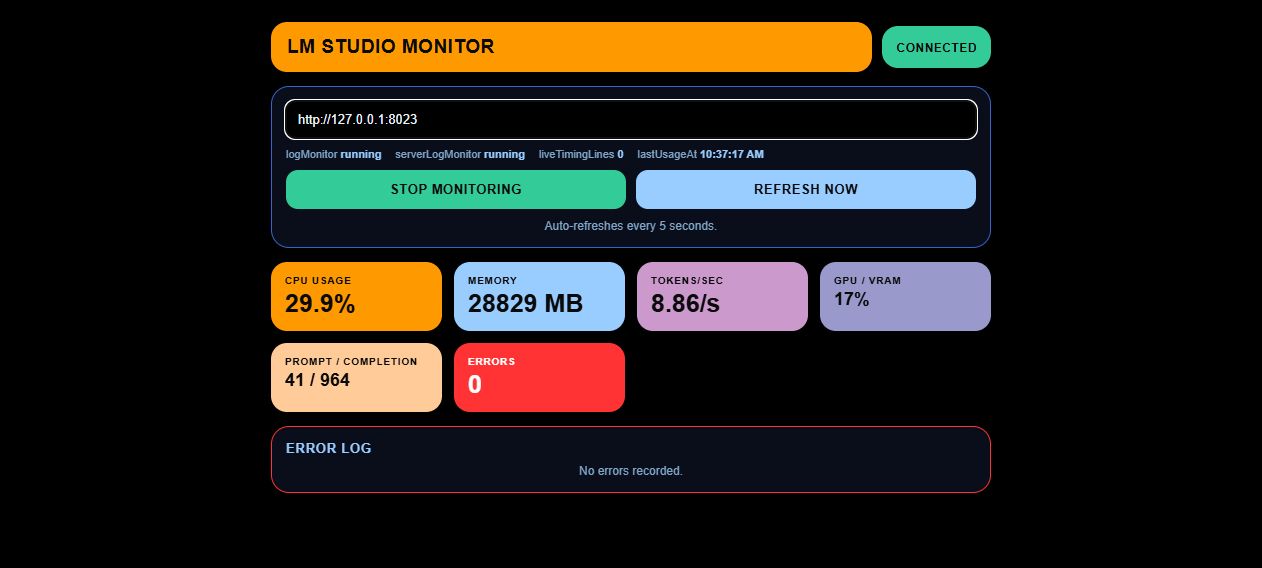 LM STUDIO MONITOR
CONNECTED
http://127.0.0.1:8023
logMonitor running serverLogMonitor running liveTimingLines 0 lastUsageAt 10:37:17 AM
STOP MONITORING
REFRESH NOW
Auto-refreshes every 5 seconds.
CPU USAGE
29.9%
MEMORY
28829 MB
TOKENS/SEC
8.86/s
GPU / VRAM
17%
PROMPT / COMPLETION
41 / 964
ERRORS
0
ERROR LOG
No errors recorded.